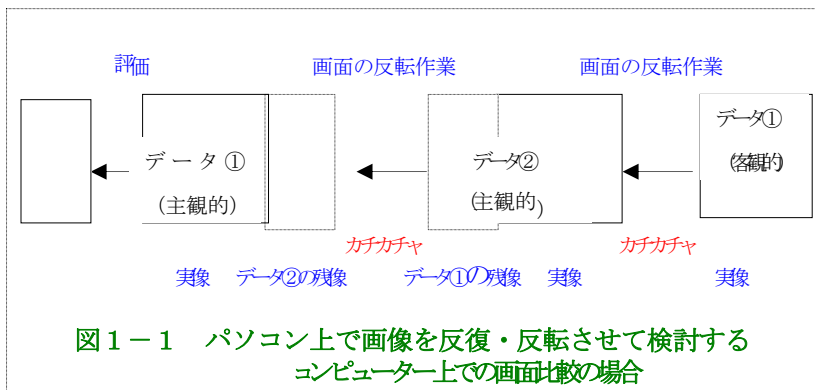 評価 画面の反転作業 画面の反転作業
データ① データ② データ①
(主観的) (主観的) (客観的)
カチカチャ カチカチャ
実像 データ②の残像 データ①の残像 実像 実像
図1-1 パソコン上で画像を反復・反転させて検討する
コンピューター上での画面比較の場合